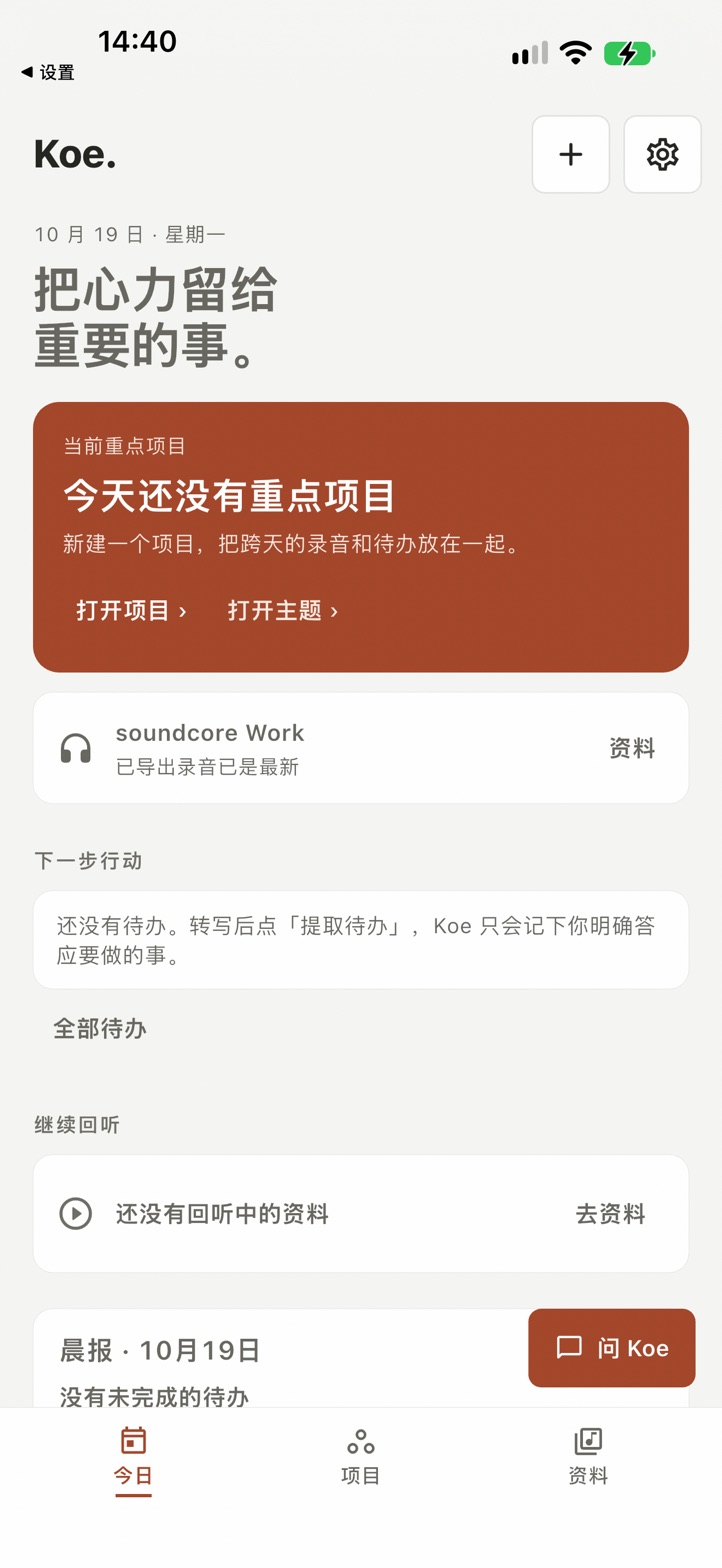 14:40
◀ 设置
Koe.
10 月 19 日 · 星期一
把心力留给
重要的事。
当前重点项目
今天还没有重点项目
新建一个项目，把跨天的录音和待办放在一起。
打开项目 › 打开主题 ›
soundcore Work
已导出录音已是最新
资料
下一步行动
还没有待办。转写后点「提取待办」，Koe 只会记下你明确答
应要做的事。
全部待办
继续回听
还没有回听中的资料
去资料
晨报 · 10月19日
没有未完成的待办
问 Koe
今日
项目
资料